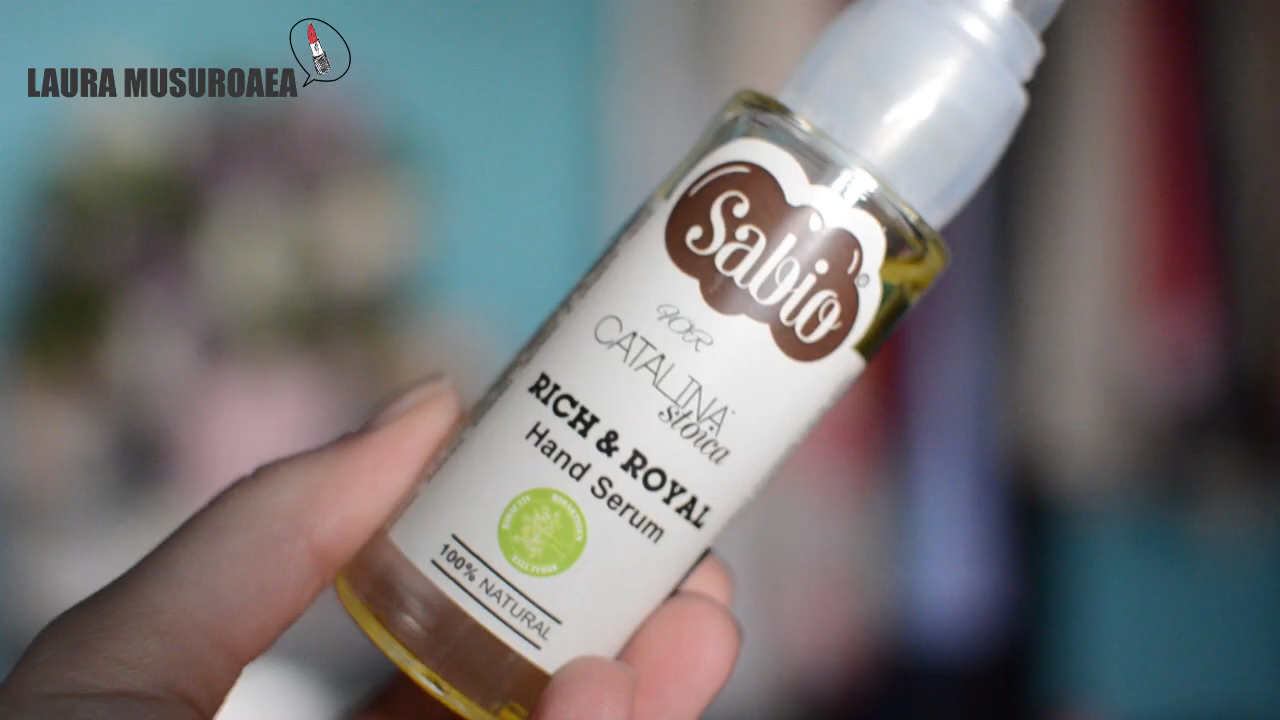 LAURA MUSUROAEA
Sabio®
FOR
CATALINA
stoica
RICH & ROYAL
Hand Serum
100% NATURAL